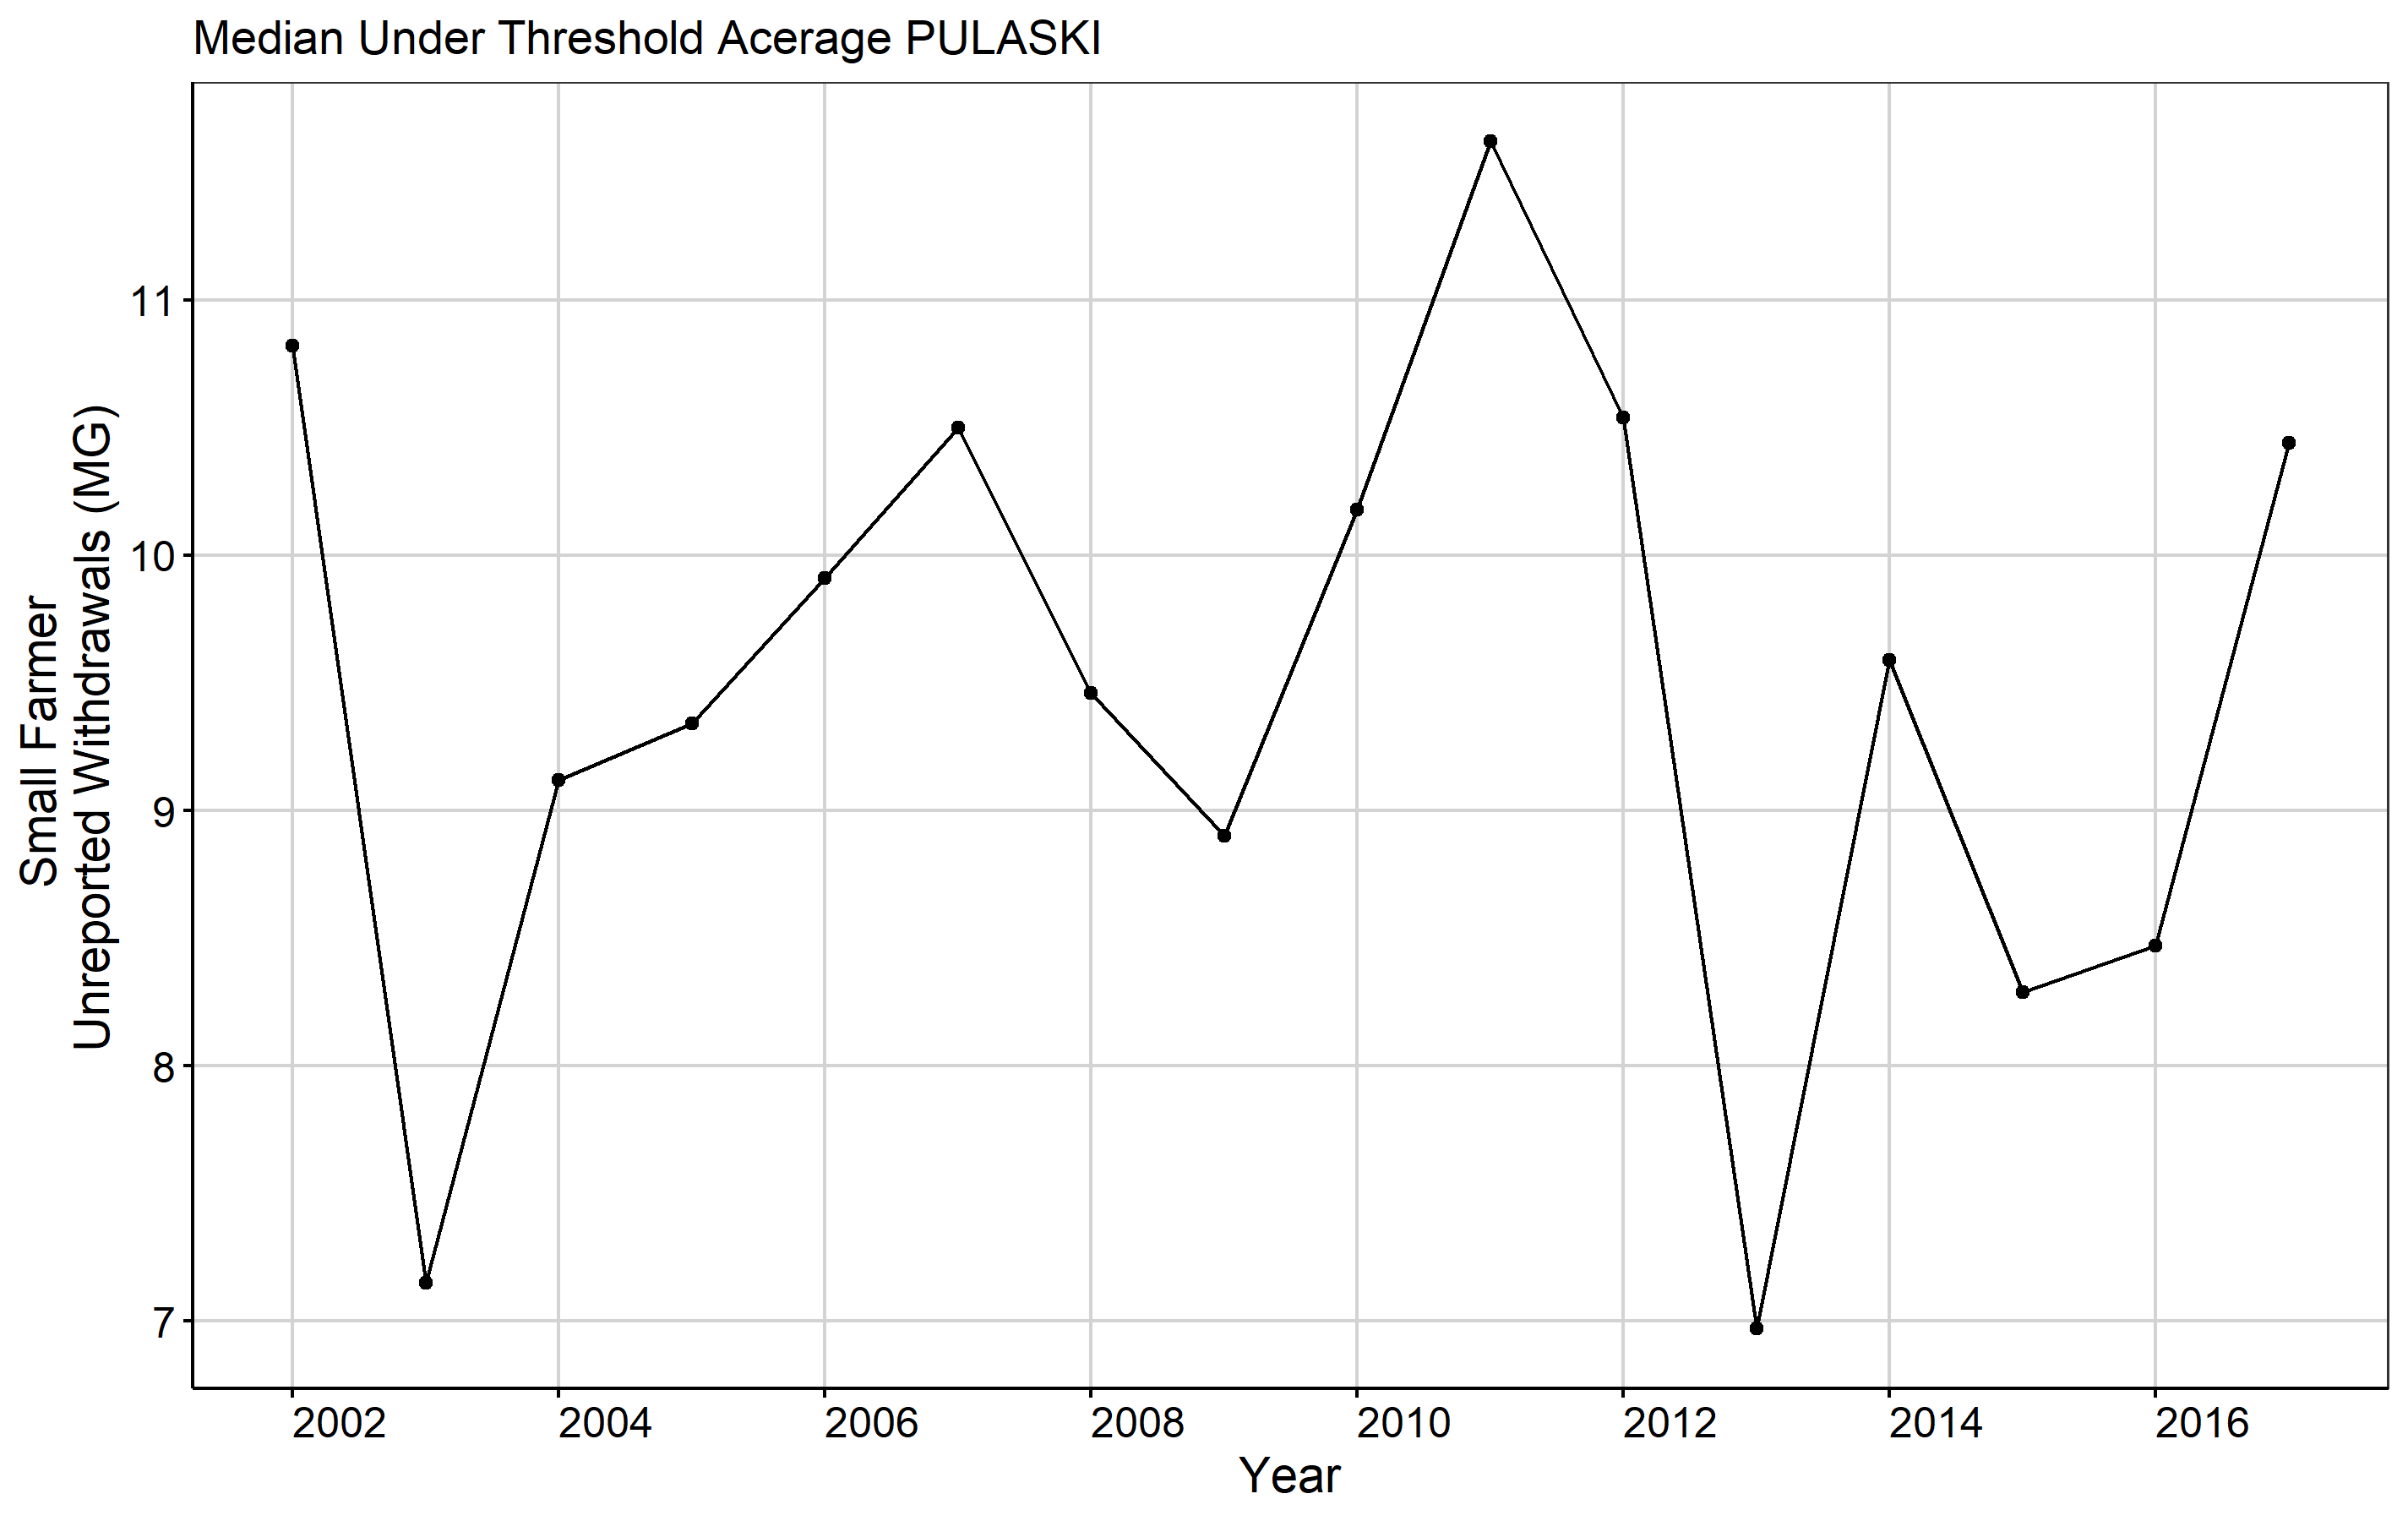 Median Under Threshold Acerage PULASKI
Small Farmer
Unreported Withdrawals (MG)
11
10
9
8
7
2002 2004 2006 2008 2010 2012 2014 2016
Year